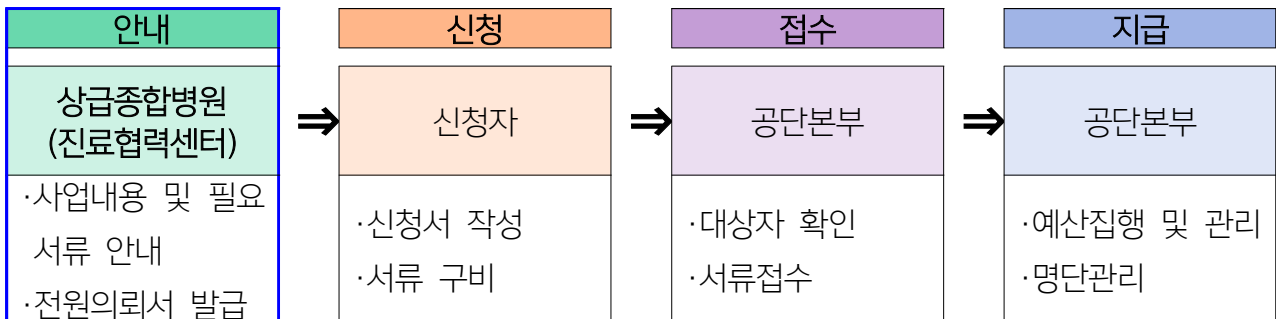 안내
상급종합병원
(진료협력센터)
·사업내용 및 필요
서류 안내
·전원의뢰서 발급
⇒
신청
신청자
·신청서 작성
·서류 구비
⇒
접수
공단본부
·대상자 확인
·서류접수
⇒
지급
공단본부
·예산집행 및 관리
·명단관리